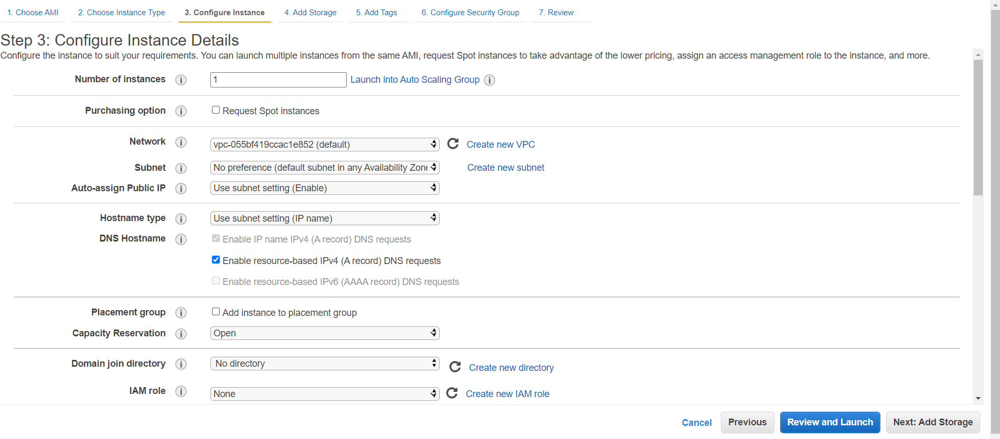 1. Choose AMI 2. Choose Instance Type 3. Configure Instance 4. Add Storage 5. Add Tags 6. Configure Security Group 7. Review
Step 3: Configure Instance Details
Configure the instance to suit your requirements. You can launch multiple instances from the same AMI, request Spot instances to take advantage of the lower pricing, assign an access management role to the instance, and more.
Number of instances i 1 Launch into Auto Scaling Group i
Purchasing option i Request Spot instances
Network i vpc-055bf419ccac1e852 (default) Create new VPC
Subnet i No preference (default subnet in any Availability Zone Create new subnet
Auto-assign Public IP i Use subnet setting (Enable)
Hostname type i Use subnet setting (IP name)
DNS Hostname i Enable IP name IPv4 (A record) DNS requests
Enable resource-based IPv4 (A record) DNS requests
Enable resource-based IPv6 (AAAA record) DNS requests
Placement group i Add instance to placement group
Capacity Reservation i Open
Domain join directory i No directory Create new directory
IAM role i None Create new IAM role
Cancel Previous Review and Launch Next: Add Storage